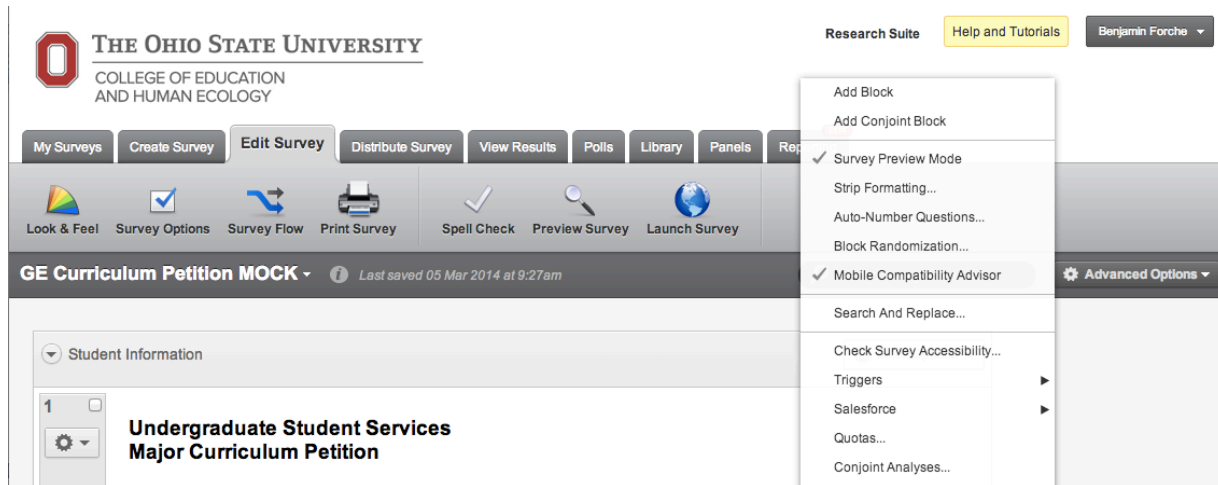 THE OHIO STATE UNIVERSITY
COLLEGE OF EDUCATION
AND HUMAN ECOLOGY
Research Suite
Help and Tutorials
Benjamin Forche
My Surveys
Create Survey
Edit Survey
Distribute Survey
View Results
Polls
Library
Panels
Look & Feel
Survey Options
Survey Flow
Print Survey
Spell Check
Preview Survey
Launch Survey
GE Curriculum Petition MOCK
Last saved 05 Mar 2014 at 9:27am
Advanced Options
Add Block
Add Conjoint Block
Survey Preview Mode
Strip Formatting...
Auto-Number Questions...
Block Randomization...
Mobile Compatibility Advisor
Search And Replace...
Check Survey Accessibility...
Triggers
Salesforce
Quotas...
Conjoint Analyses...
Student Information
1
Undergraduate Student Services
Major Curriculum Petition